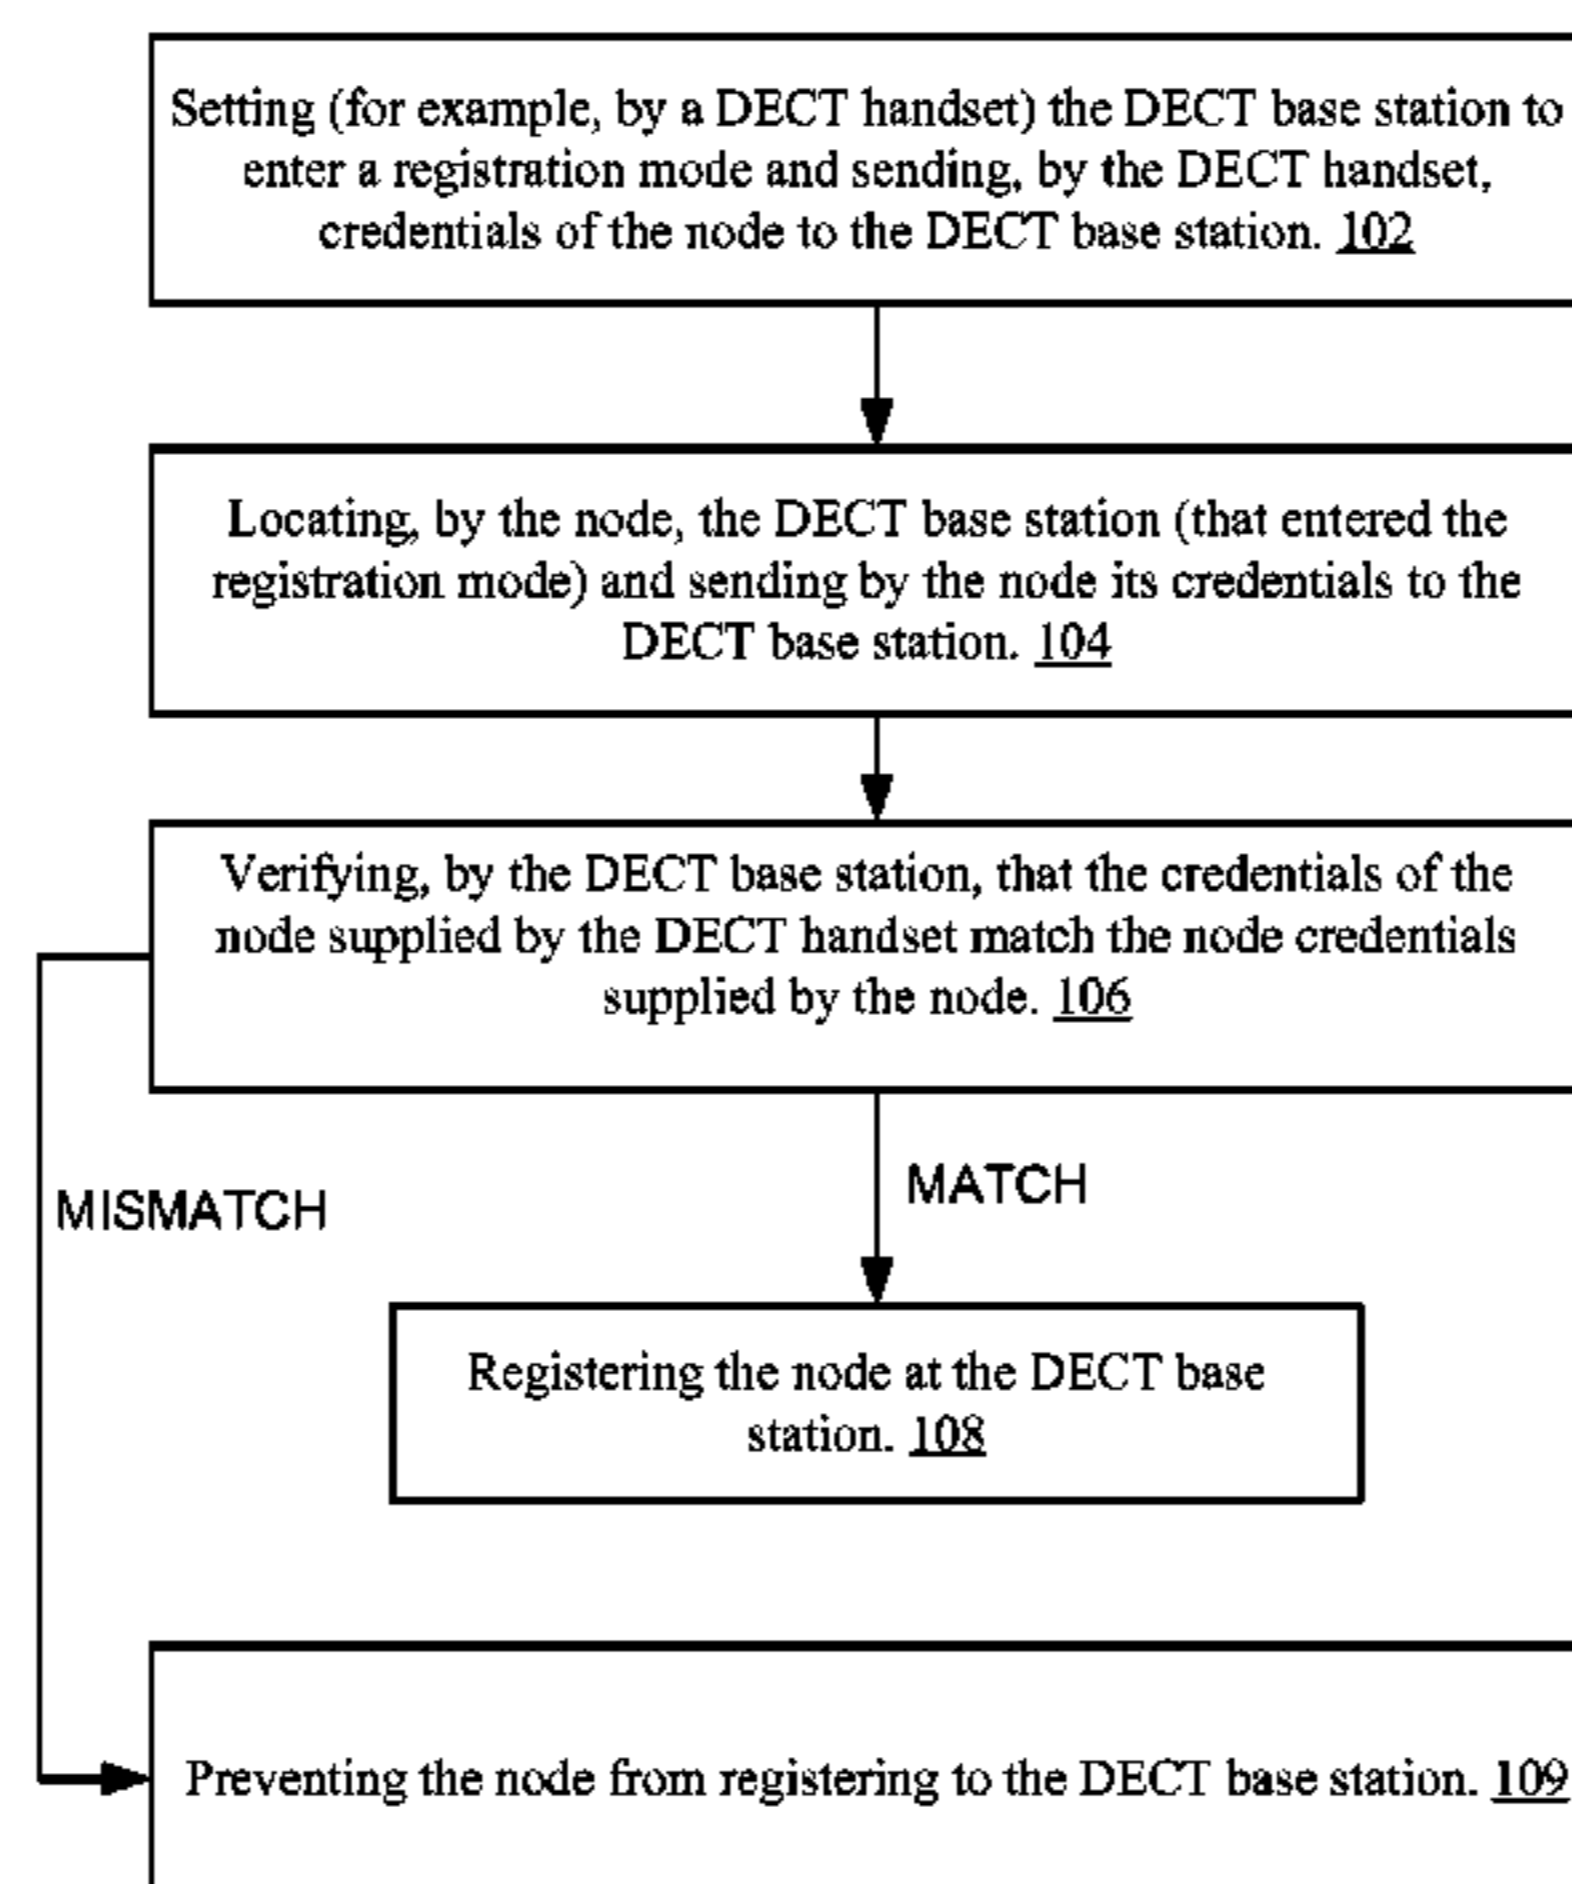 Setting (for example, by a DECT handset) the DECT base station to
enter a registration mode and sending, by the DECT handset,
credentials of the node to the DECT base station. 102
Locating, by the node, the DECT base station (that entered the
registration mode) and sending by the node its credentials to the
DECT base station. 104
Verifying, by the DECT base station, that the credentials of the
node supplied by the DECT handset match the node credentials
supplied by the node. 106
MATCH
MISMATCH
Registering the node at the DECT base
station. 108
Preventing the node from registering to the DECT base station. 109